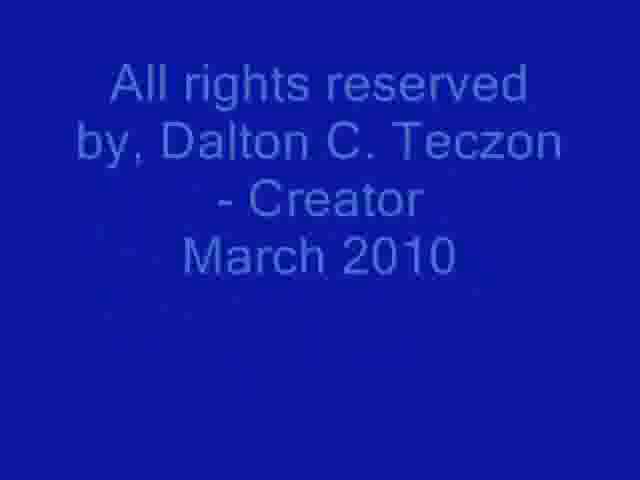 All rights reserved
by, Dalton C. Teczon
- Creator
March 2010